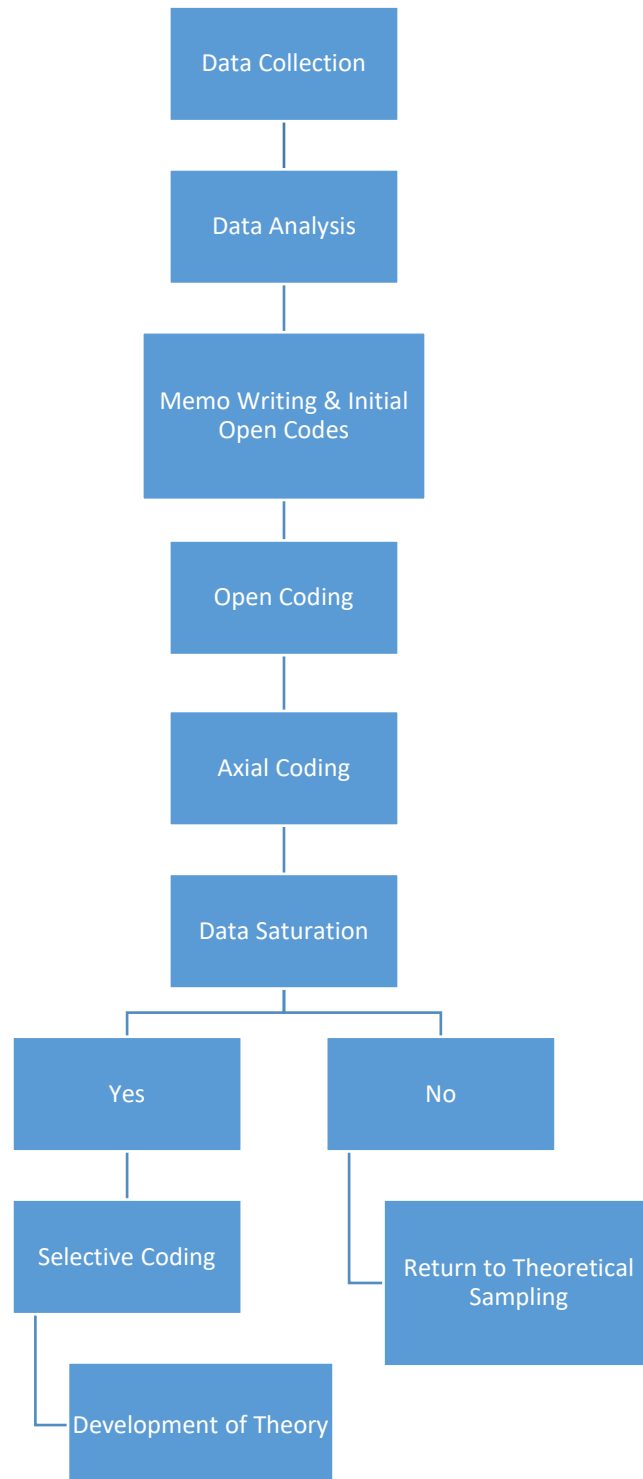 Data Collection
Data Analysis
Memo Writing & Initial
Open Codes
Open Coding
Axial Coding
Data Saturation
Yes
No
Selective Coding
Return to Theoretical
Sampling
Development of Theory